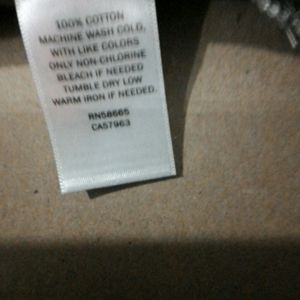 100% COTTON
MACHINE WASH COLD,
WITH LIKE COLORS
ONLY NON-CHLORINE
BLEACH IF NEEDED
TUMBLE DRY LOW
WARM IRON IF NEEDED.
RN58665
CA57963